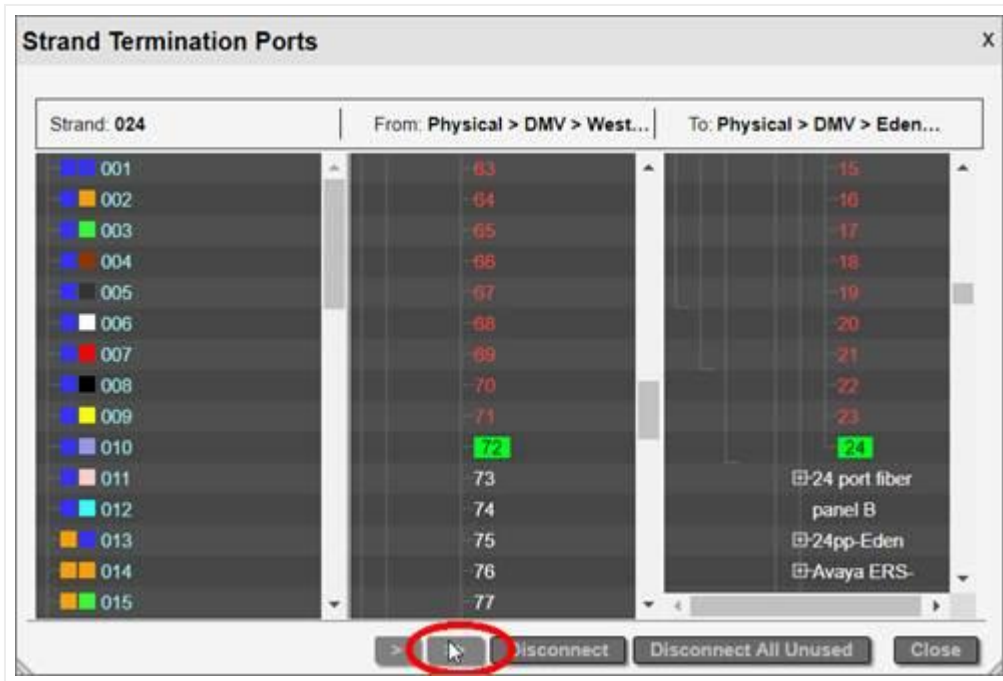 Strand Termination Ports X
Strand: 024 From: Physical > DMV > West... To: Physical > DMV > Eden...
001 63 15
002 64 16
003 65 17
004 66 18
005 67 19
006 68 20
007 69 21
008 70 22
009 71 23
010 72 24
011 73 24 port fiber
012 74 panel B
013 75 24pp-Eden
014 76 Avaya ERS-
015 77
> >> Disconnect Disconnect All Unused Close